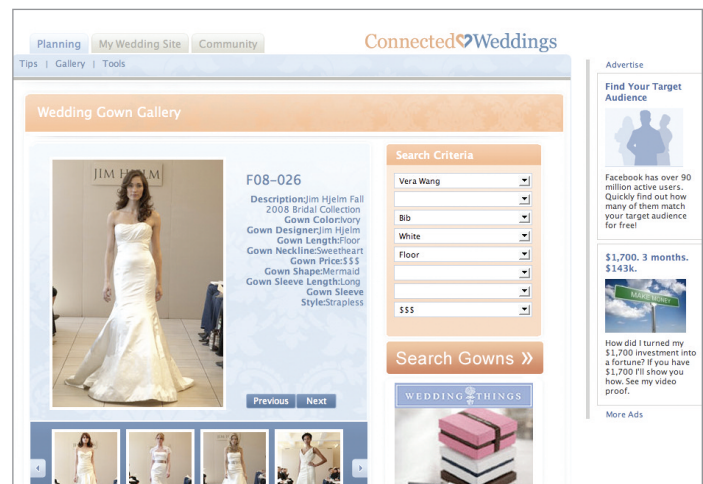 Planning
My Wedding Site
Community
Connected Weddings
Tips | Gallery | Tools
Advertise
Wedding Gown Gallery
JIM HJELM
F08-026
Description:Jim Hjelm Fall
2008 Bridal Collection
Gown Color:Ivory
Gown Designer:Jim Hjelm
Gown Length:Floor
Gown Neckline:Sweetheart
Gown Price:$$$
Gown Shape:Mermaid
Gown Sleeve Length:Long
Gown Sleeve
Style:Strapless
Previous
Next
Search Criteria
Vera Wang
Bib
White
Floor
$$$
Search Gowns »
WEDDING THINGS
Find Your Target
Audience
Facebook has over 90
million active users.
Quickly find out how
many of them match
your target audience
for free!
$1,700. 3 months.
$143k.
MAKE MONEY
How did I turned my
$1,700 investment into
a fortune? If you have
$1,700 I'll show you
how. See my video
proof.
More Ads